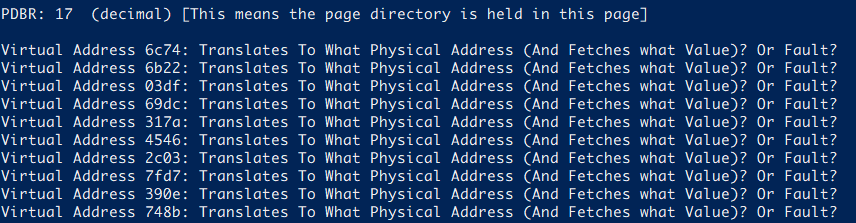 PDBR: 17  (decimal) [This means the page directory is held in this page]
Virtual Address 6c74: Translates To What Physical Address (And Fetches what Value)? Or Fault?
Virtual Address 6b22: Translates To What Physical Address (And Fetches what Value)? Or Fault?
Virtual Address 03df: Translates To What Physical Address (And Fetches what Value)? Or Fault?
Virtual Address 69dc: Translates To What Physical Address (And Fetches what Value)? Or Fault?
Virtual Address 317a: Translates To What Physical Address (And Fetches what Value)? Or Fault?
Virtual Address 4546: Translates To What Physical Address (And Fetches what Value)? Or Fault?
Virtual Address 2c03: Translates To What Physical Address (And Fetches what Value)? Or Fault?
Virtual Address 7fd7: Translates To What Physical Address (And Fetches what Value)? Or Fault?
Virtual Address 390e: Translates To What Physical Address (And Fetches what Value)? Or Fault?
Virtual Address 748b: Translates To What Physical Address (And Fetches what Value)? Or Fault?